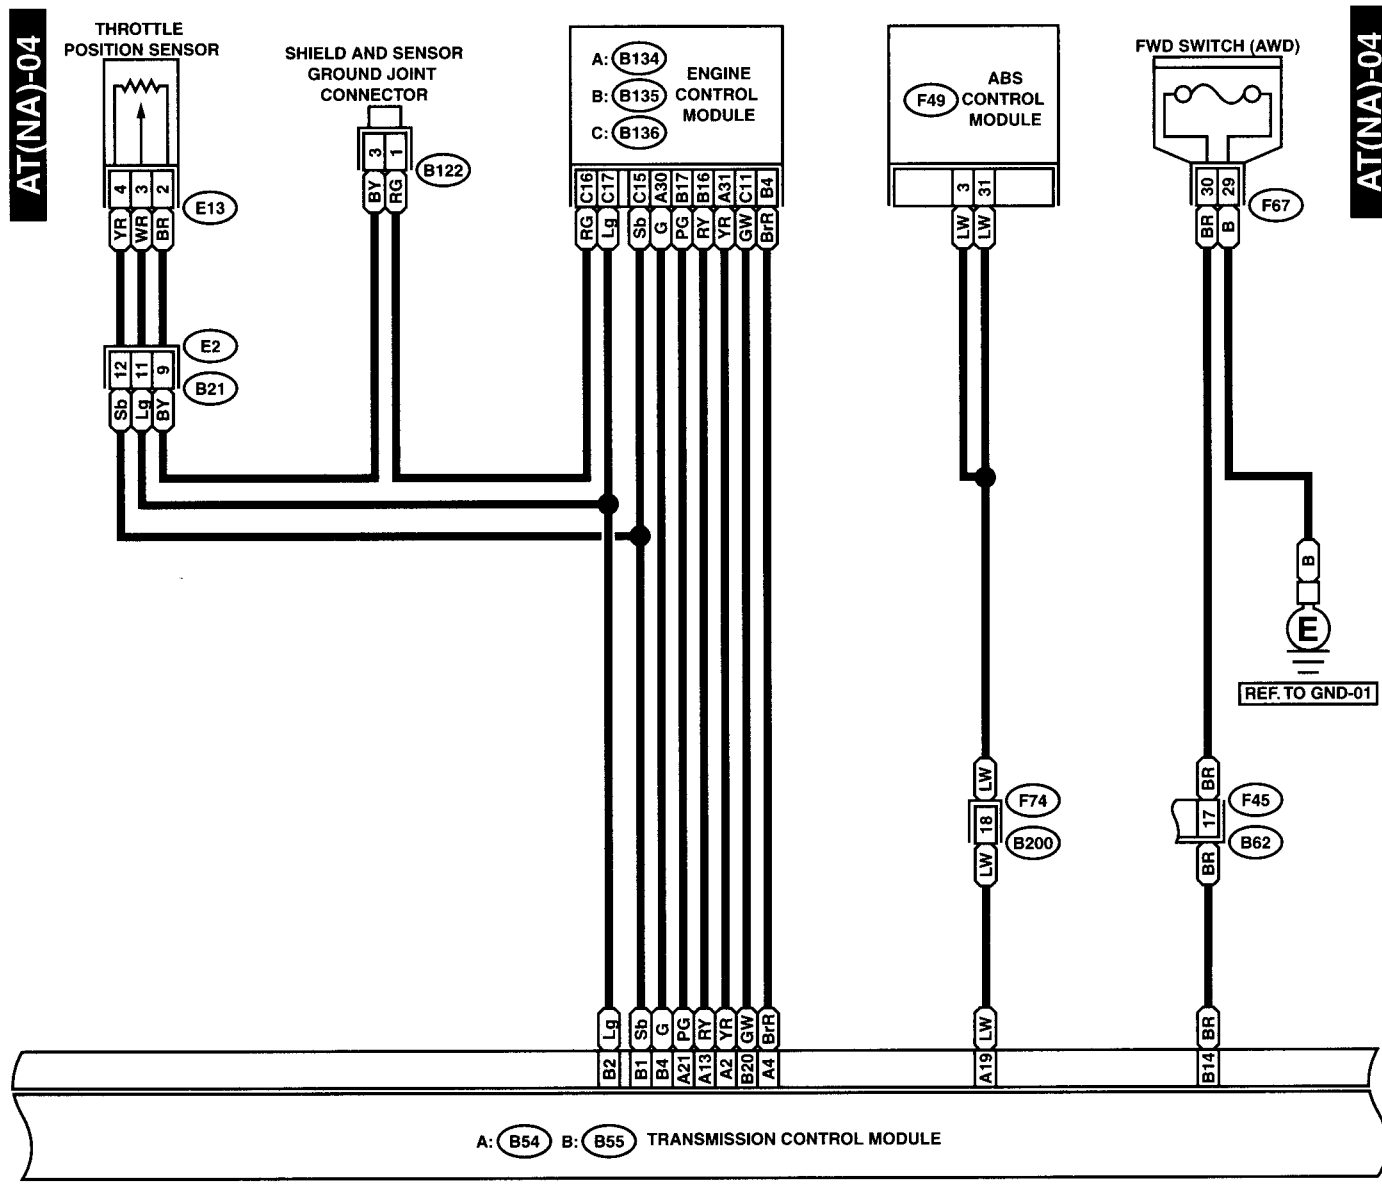 AT(NA)-04
THROTTLE
POSITION SENSOR
SHIELD AND SENSOR
GROUND JOINT
CONNECTOR
A: B134
B: B135
C: B136
ENGINE
CONTROL
MODULE
F49
ABS
CONTROL
MODULE
FWD SWITCH (AWD)
AT(NA)-04
4 3 2
E13
YR WR BR
3 1
B122
BY RG
C16 C17 C15 A30 B17 B16 A31 C11 B4
RG Lg Sb G PG RY YR GW BrR
3 31
LW LW
30 29
F67
BR B
E2
12 11 9
B21
Sb Lg BY
B
E
REF. TO GND-01
LW
F74
18
B200
LW
BR
F45
17
B62
BR
Lg Sb G PG RY YR GW BrR
B2 B1 B4 A21 A13 A2 B20 A4
LW
A19
BR
B14
A: B54 B: B55 TRANSMISSION CONTROL MODULE